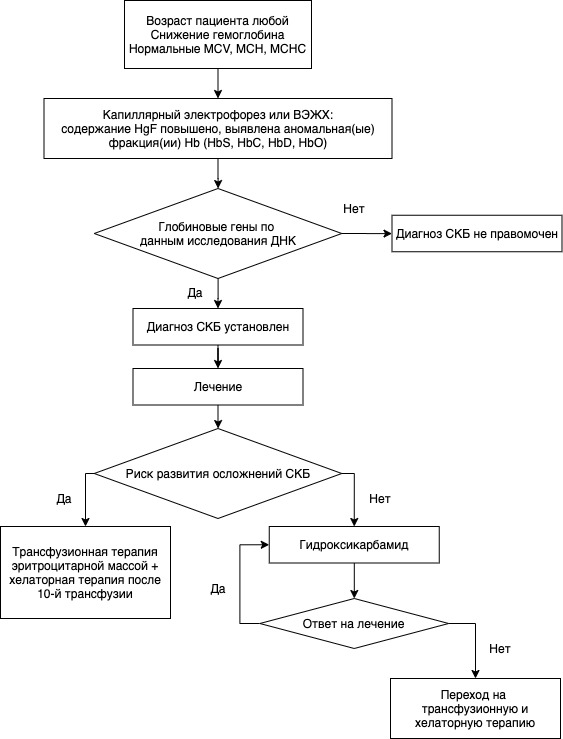 Возраст пациента любой
Снижение гемоглобина
Нормальные MCV, MCH, MCHC
Капиллярный электрофорез или ВЭЖХ:
содержание HgF повышено, выявлена аномальная(ые)
фракция(ии) Hb (HbS, HbC, HbD, HbO)
Глобиновые гены по
данным исследования ДНК
Нет
Диагноз СКБ не правомочен
Да
Диагноз СКБ установлен
Лечение
Риск развития осложнений СКБ
Да
Нет
Трансфузионная терапия
эритроцитарной массой +
хелаторная терапия после
10-й трансфузии
Гидроксикарбамид
Да
Ответ на лечение
Нет
Переход на
трансфузионную и
хелаторную терапию